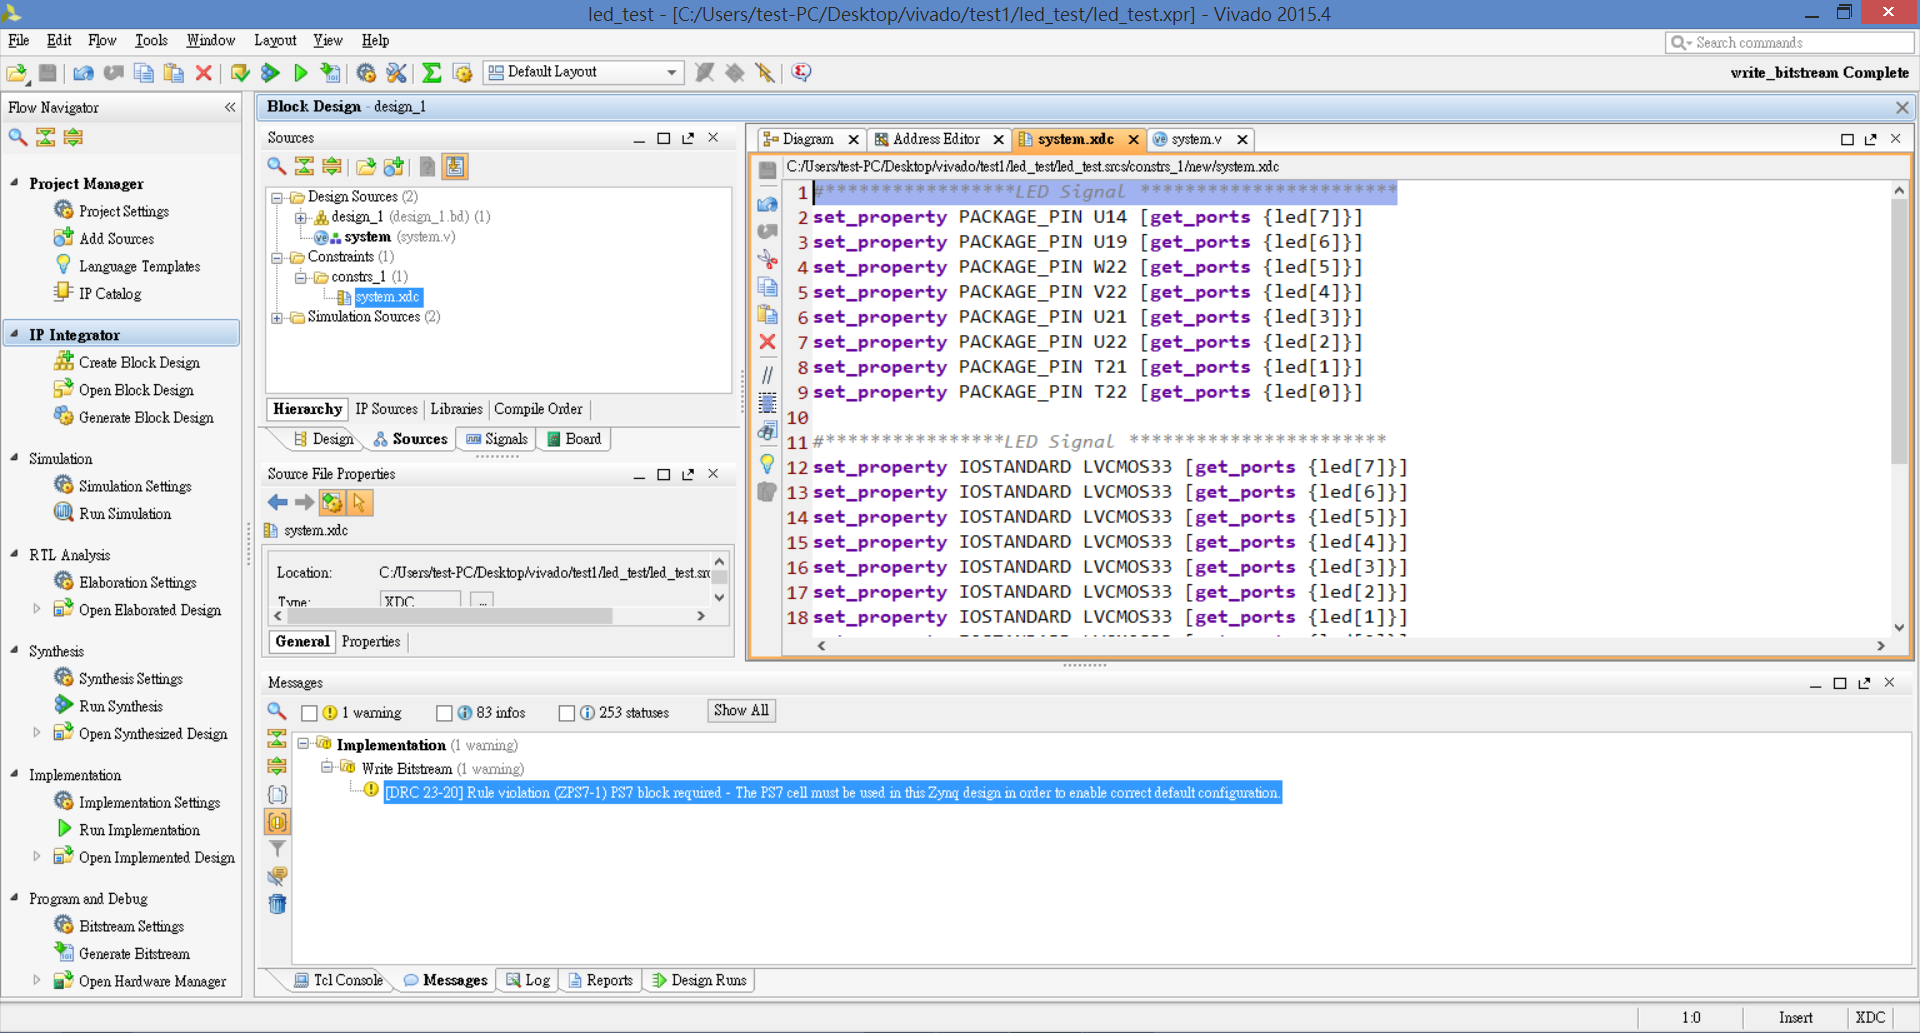 led_test - [C:/Users/test-PC/Desktop/vivado/test1/led_test/led_test.xpr] - Vivado 2015.4
File Edit Flow Tools Window Layout View Help
Search commands
Default Layout
write_bitstream Complete
Flow Navigator
Project Manager
Project Settings
Add Sources
Language Templates
IP Catalog
IP Integrator
Create Block Design
Open Block Design
Generate Block Design
Simulation
Simulation Settings
Run Simulation
RTL Analysis
Elaboration Settings
Open Elaborated Design
Synthesis
Synthesis Settings
Run Synthesis
Open Synthesized Design
Implementation
Implementation Settings
Run Implementation
Open Implemented Design
Program and Debug
Bitstream Settings
Generate Bitstream
Open Hardware Manager
Block Design - design_1
Sources
Design Sources (2)
design_1 (design_1.bd) (1)
system (system.v)
Constraints (1)
constrs_1 (1)
system.xdc
Simulation Sources (2)
Hierarchy IP Sources Libraries Compile Order
Design Sources Signals Board
Source File Properties
system.xdc
Location: C:/Users/test-PC/Desktop/vivado/test1/led_test/led_test.src
Type: XDC ...
General Properties
Diagram Address Editor system.xdc system.v
C:/Users/test-PC/Desktop/vivado/test1/led_test/led_test.srcs/constrs_1/new/system.xdc
1 #*****************LED Signal ***********************
2 set_property PACKAGE_PIN U14 [get_ports {led[7]}]
3 set_property PACKAGE_PIN U19 [get_ports {led[6]}]
4 set_property PACKAGE_PIN W22 [get_ports {led[5]}]
5 set_property PACKAGE_PIN V22 [get_ports {led[4]}]
6 set_property PACKAGE_PIN U21 [get_ports {led[3]}]
7 set_property PACKAGE_PIN U22 [get_ports {led[2]}]
8 set_property PACKAGE_PIN T21 [get_ports {led[1]}]
9 set_property PACKAGE_PIN T22 [get_ports {led[0]}]
10
11 #****************LED Signal ***********************
12 set_property IOSTANDARD LVCMOS33 [get_ports {led[7]}]
13 set_property IOSTANDARD LVCMOS33 [get_ports {led[6]}]
14 set_property IOSTANDARD LVCMOS33 [get_ports {led[5]}]
15 set_property IOSTANDARD LVCMOS33 [get_ports {led[4]}]
16 set_property IOSTANDARD LVCMOS33 [get_ports {led[3]}]
17 set_property IOSTANDARD LVCMOS33 [get_ports {led[2]}]
18 set_property IOSTANDARD LVCMOS33 [get_ports {led[1]}]
Messages
1 warning 83 infos 253 statuses Show All
Implementation (1 warning)
Write Bitstream (1 warning)
[DRC 23-20] Rule violation (ZPS7-1) PS7 block required - The PS7 cell must be used in this Zynq design in order to enable correct default configuration.
Tcl Console Messages Log Reports Design Runs
1:0 Insert XDC